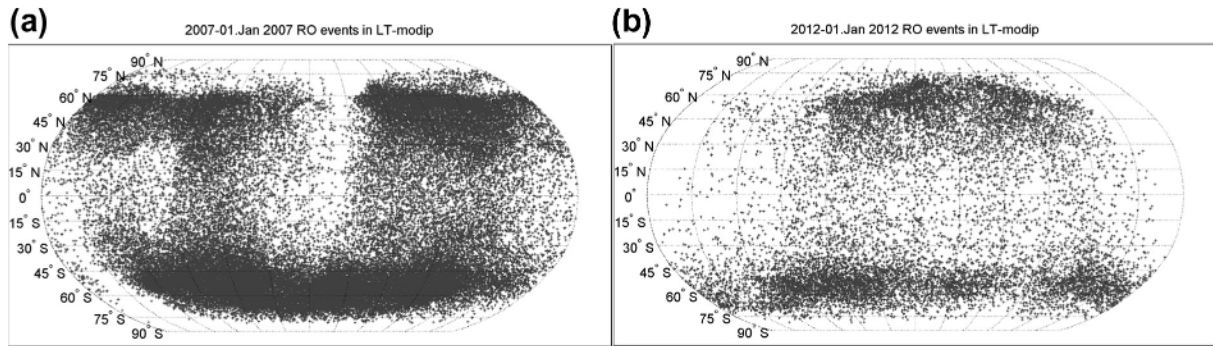 (a)
2007-01.Jan 2007 RO events in LT-modip
90° N
75° N
60° N
45° N
30° N
15° N
0°
15° S
30° S
45° S
60° S
75° S
90° S
(b)
2012-01.Jan 2012 RO events in LT-modip
90° N
75° N
60° N
45° N
30° N
15° N
0°
15° S
30° S
45° S
60° S
75° S
90° S